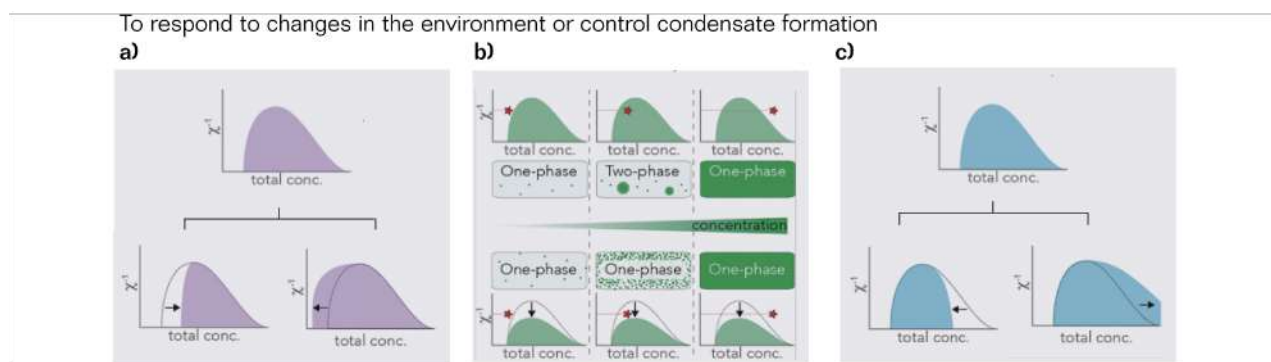 To respond to changes in the environment or control condensate formation
a)
χ⁻¹
total conc.
χ⁻¹
total conc.
χ⁻¹
total conc.
b)
χ⁻¹
total conc.
total conc.
total conc.
One-phase
Two-phase
One-phase
concentration
One-phase
One-phase
One-phase
χ⁻¹
total conc.
total conc.
total conc.
c)
χ⁻¹
total conc.
χ⁻¹
total conc.
χ⁻¹
total conc.